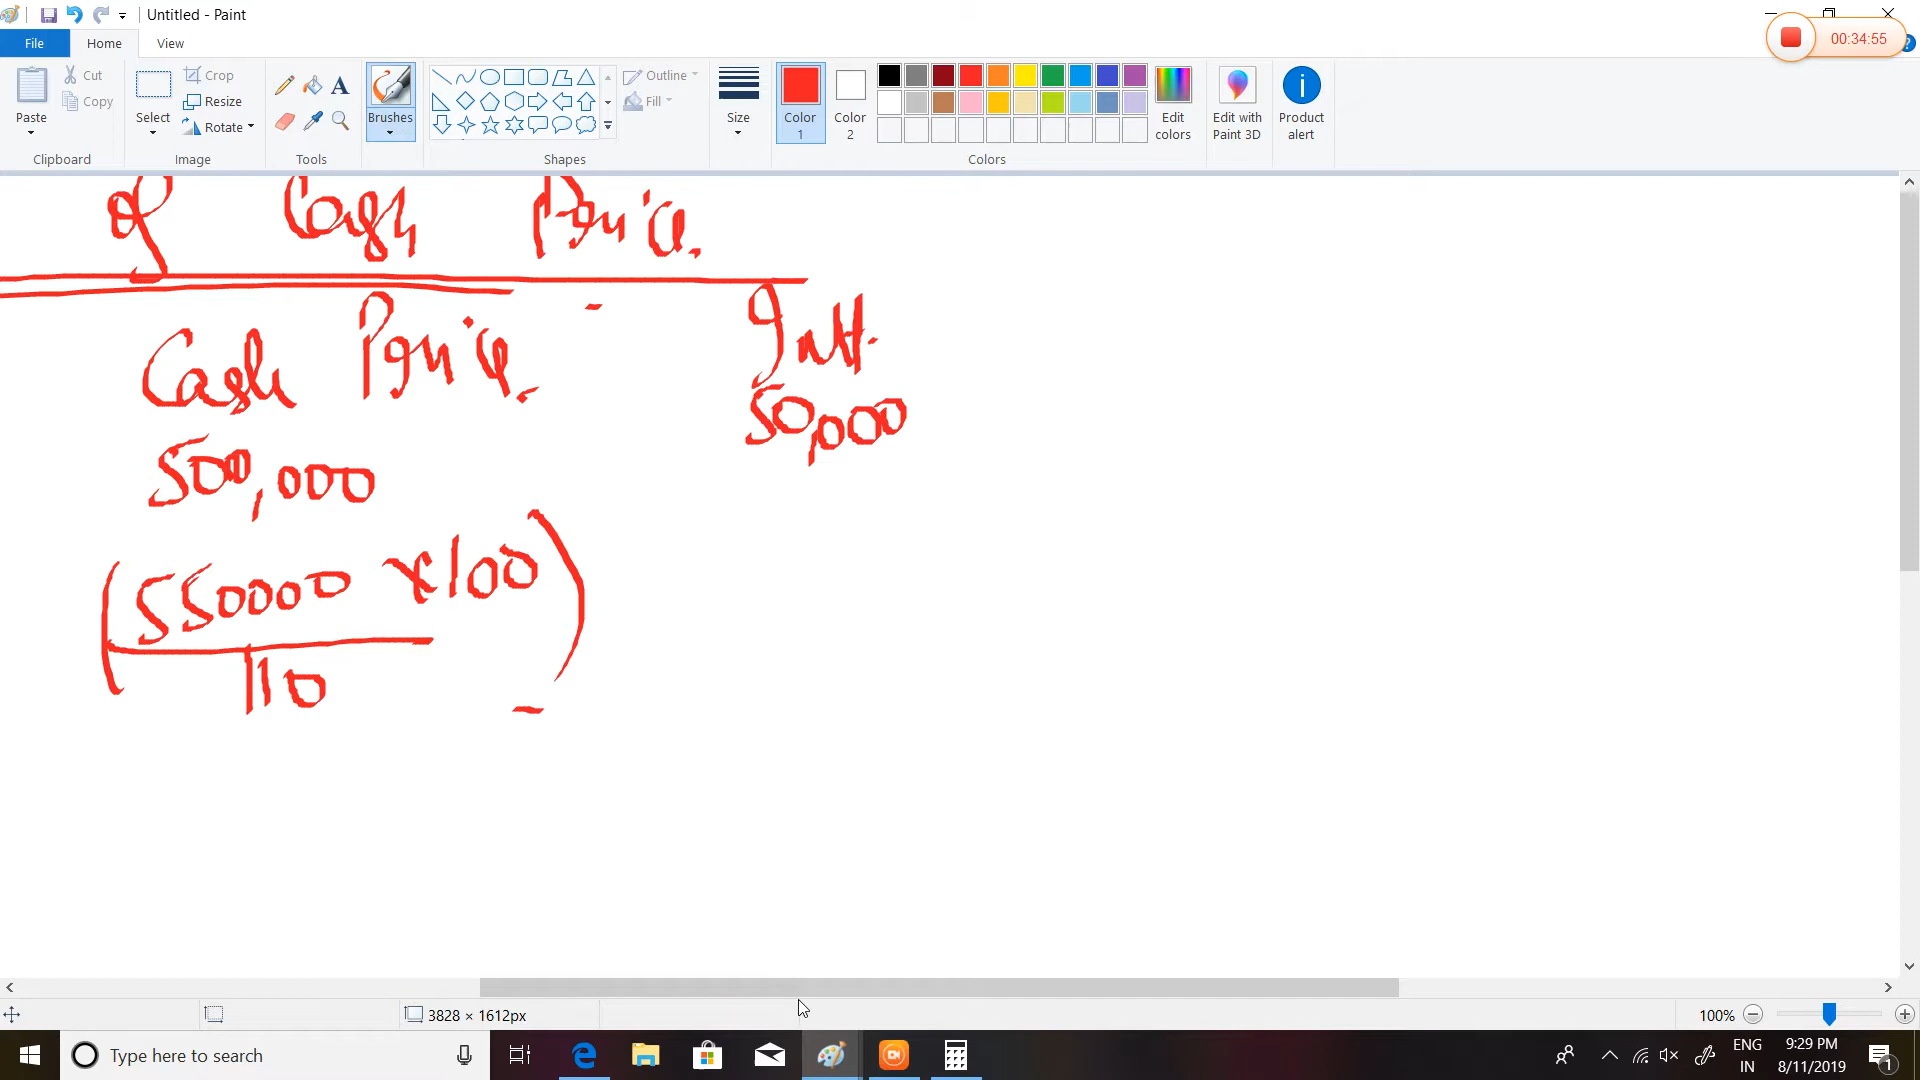 Untitled - Paint
00:34:55
File Home View
Paste Cut Copy Select Crop Resize Rotate Brushes Outline Fill Size Color 1 Color 2 Edit colors Edit with Paint 3D Product alert
Clipboard Image Tools Shapes Colors
of Cash Price.
Cash Price. - Intt.
500,000 50,000
(550000 x100)
110
-
3828 × 1612px 100%
Type here to search ENG IN 9:29 PM 8/11/2019 1